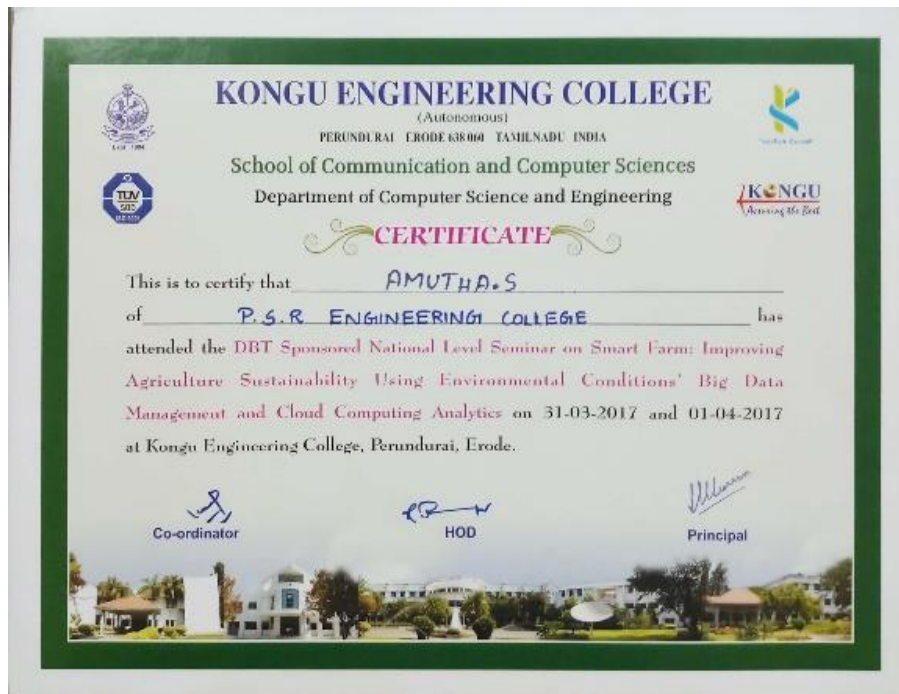 KONGU ENGINEERING COLLEGE
(Autonomous)
PERUNDURAI ERODE 638 060 TAMILNADU INDIA
School of Communication and Computer Sciences
Department of Computer Science and Engineering
TUV
KONGU
CERTIFICATE
This is to certify that AMUTHA.S
of P.S.R ENGINEERING COLLEGE has
attended the DBT Sponsored National Level Seminar on Smart Farm: Improving
Agriculture Sustainability Using Environmental Conditions' Big Data
Management and Cloud Computing Analytics on 31-03-2017 and 01-04-2017
at Kongu Engineering College, Perundurai, Erode.
Co-ordinator
HOD
Principal